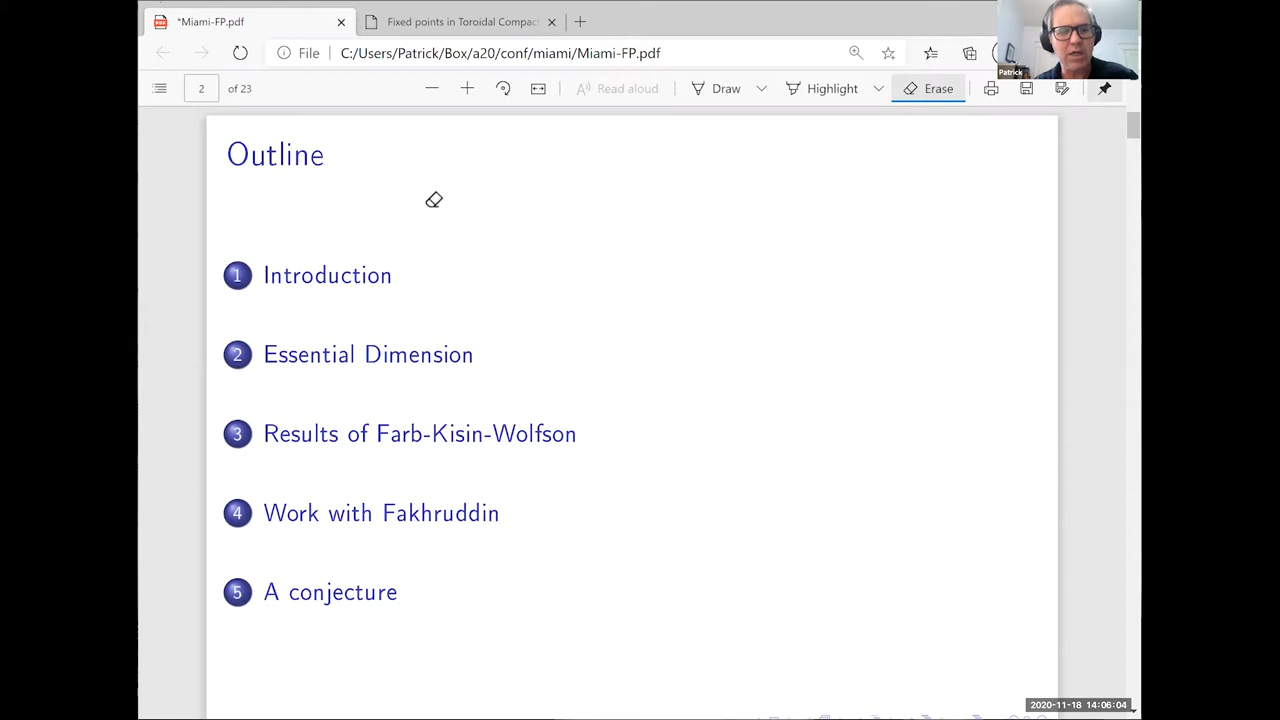 *Miami-FP.pdf
Fixed points in Toroidal Compact
File
C:/Users/Patrick/Box/a20/conf/miami/Miami-FP.pdf
2 of 23
Read aloud
Draw
Highlight
Erase
Patrick
Outline
1 Introduction
2 Essential Dimension
3 Results of Farb-Kisin-Wolfson
4 Work with Fakhruddin
5 A conjecture
2020-11-18 14:06:04